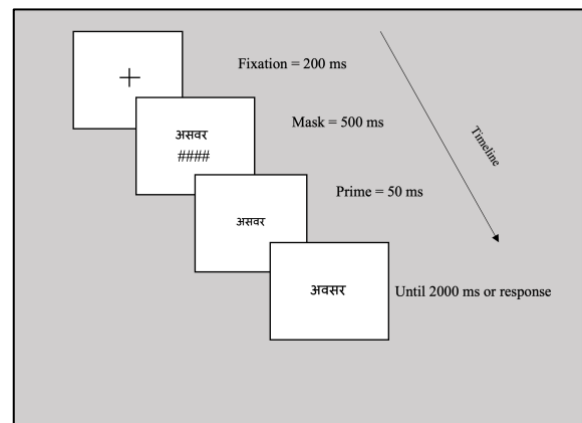 Fixation = 200 ms
असवर
####
Mask = 500 ms
Timeline
असवर
Prime = 50 ms
अवसर
Until 2000 ms or response